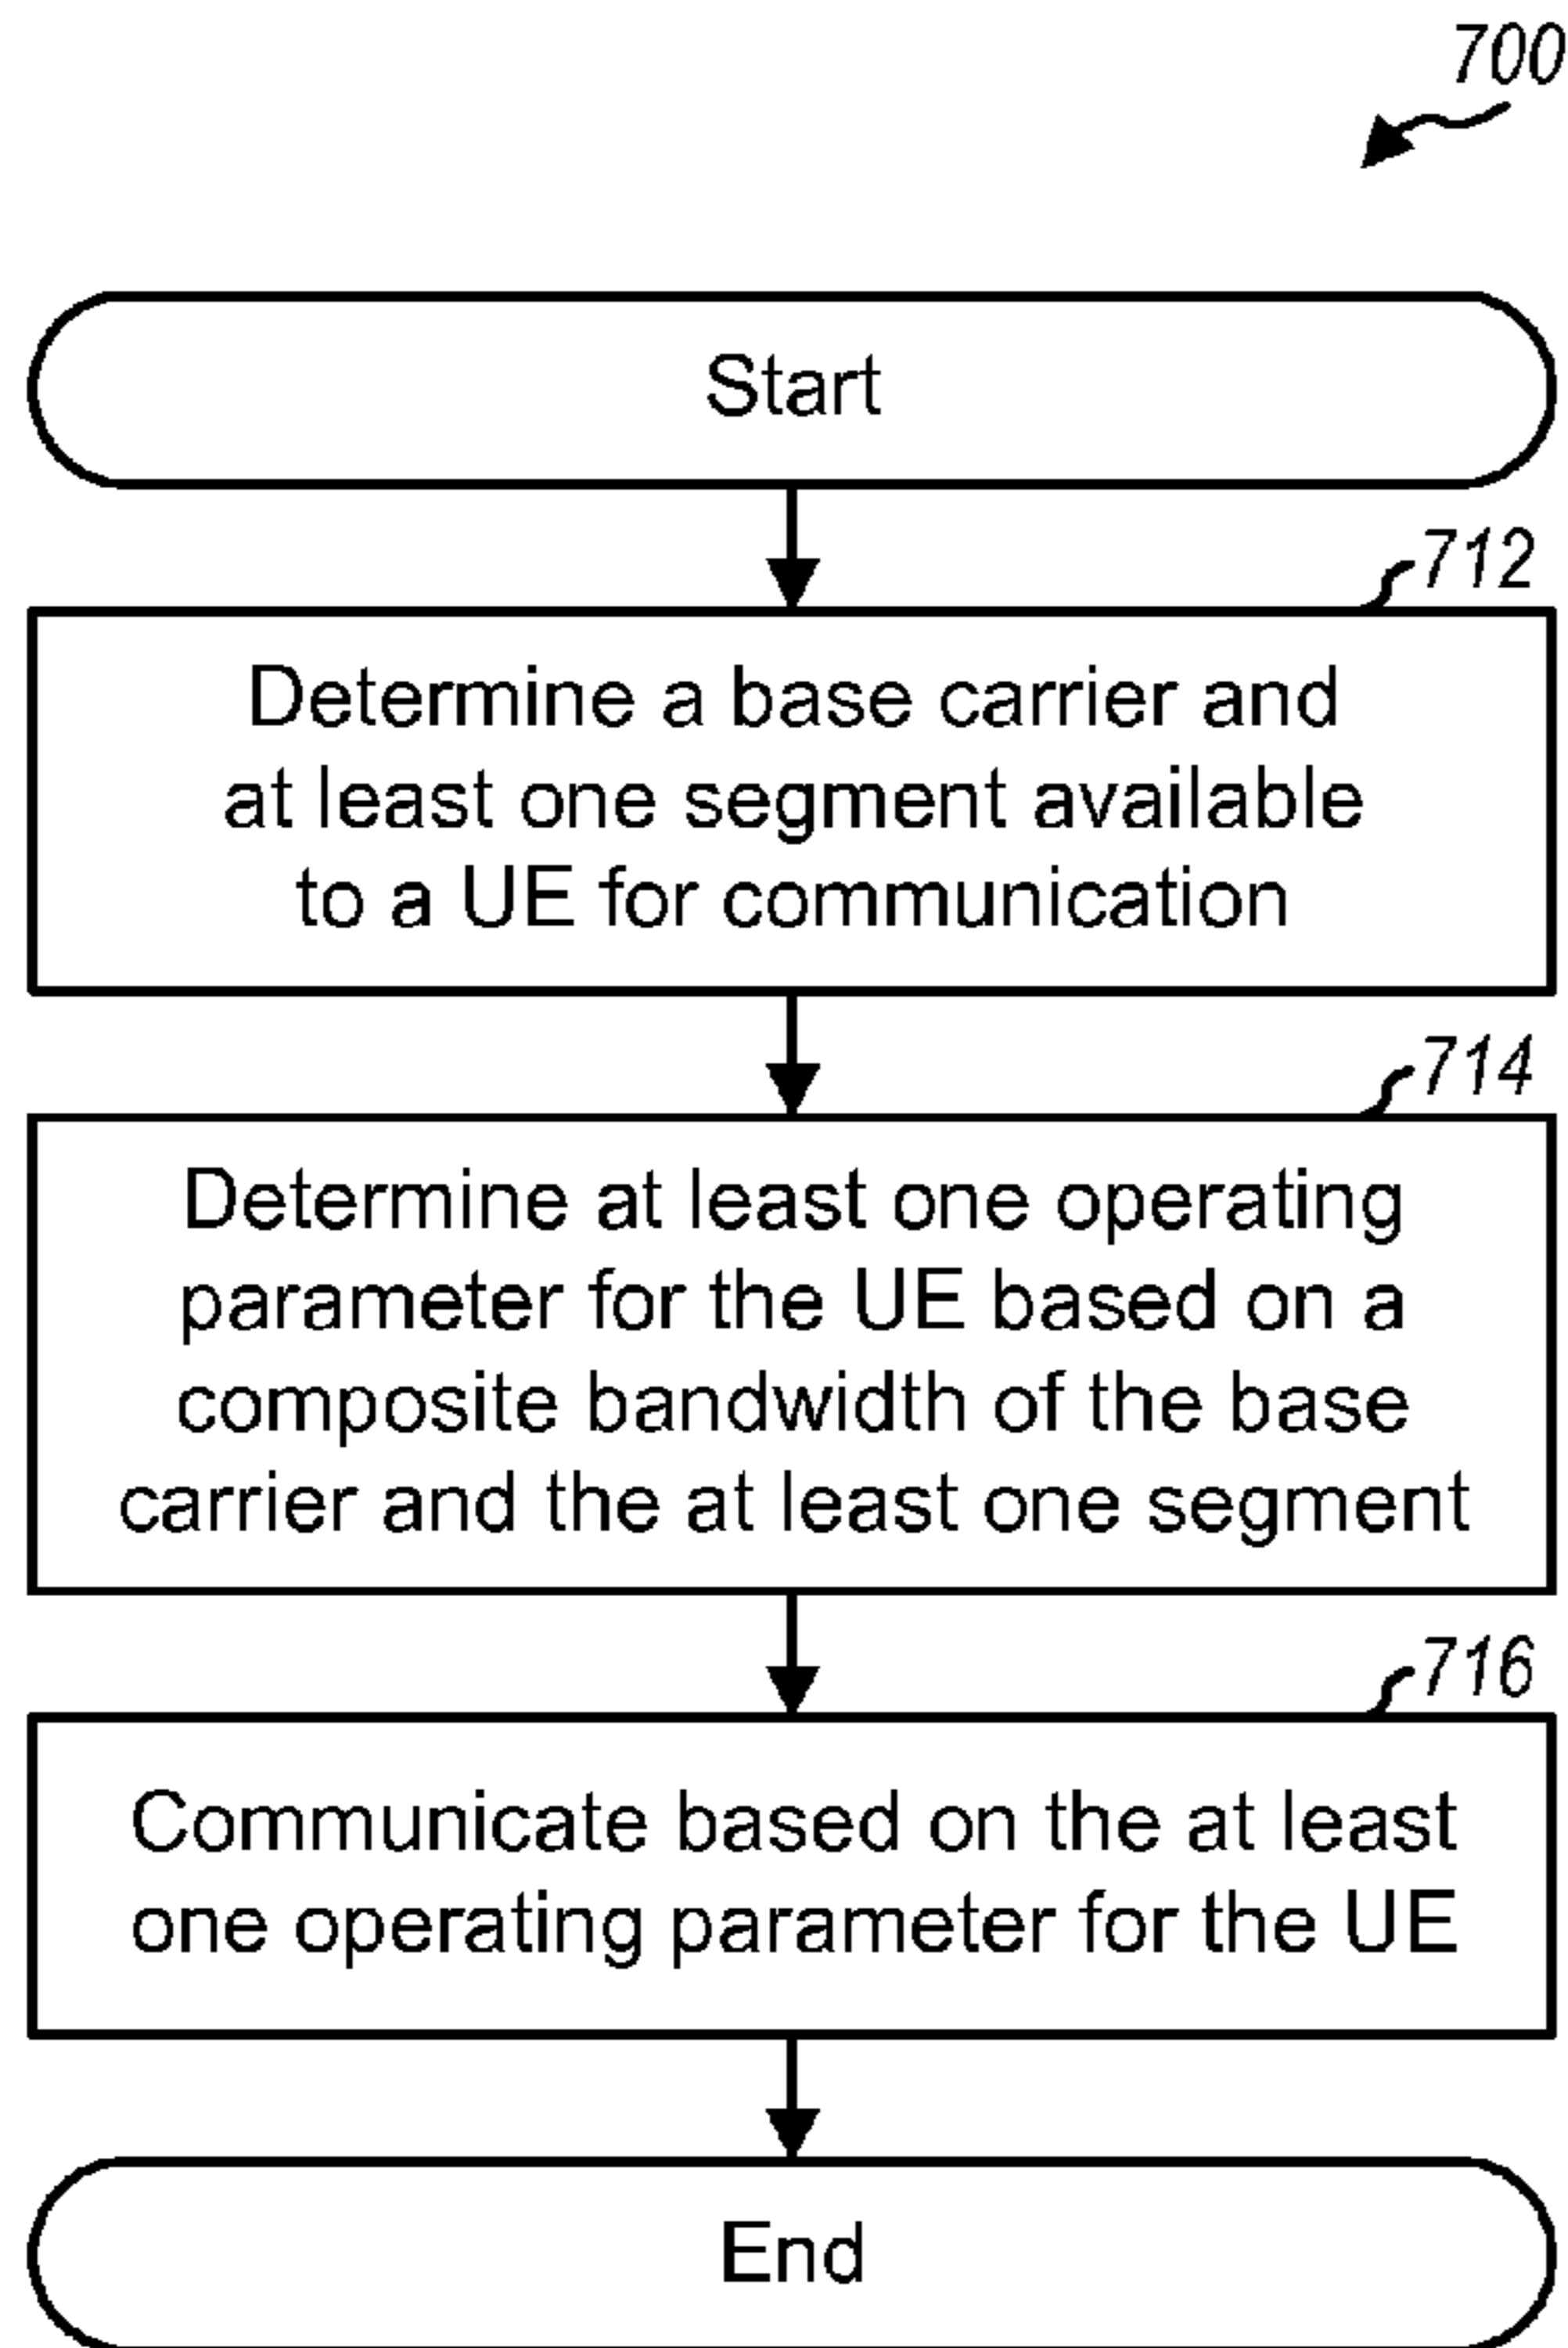 700
Start
712
Determine a base carrier and
at least one segment available
to a UE for communication
714
Determine at least one operating
parameter for the UE based on a
composite bandwidth of the base
carrier and the at least one segment
716
Communicate based on the at least
one operating parameter for the UE
End